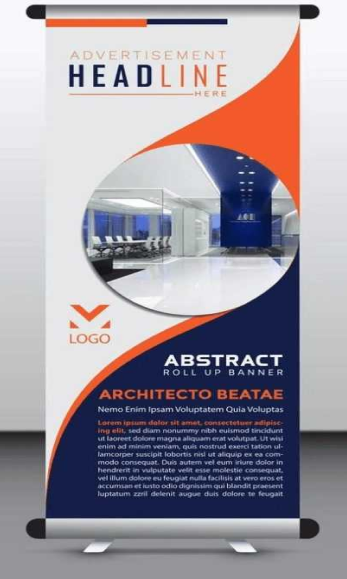 ADVERTISEMENT
HEADLINE
HERE
LOGO
ABSTRACT
ROLL UP BANNER
ARCHITECTO BEATAE
Nemo Enim Ipsam Voluptatem Quia Voluptas
Lorem ipsum dolor sit amet, consectetuer adipisc-
ing elit, sed diam nonummy nibh euismod tincidunt
ut laoreet dolore magna aliquam erat volutpat. Ut wisi
enim ad minim veniam, quis nostrud exerci tation ul-
lamcorper suscipit lobortis nisl ut aliquip ex ea com-
modo consequat. Duis autem vel eum iriure dolor in
hendrerit in vulputate velit esse molestie consequat,
vel illum dolore eu feugiat nulla facilisis at vero eros et
accumsan et iusto odio dignissim qui blandit praesent
luptatum zzril delenit augue duis dolore te feugait